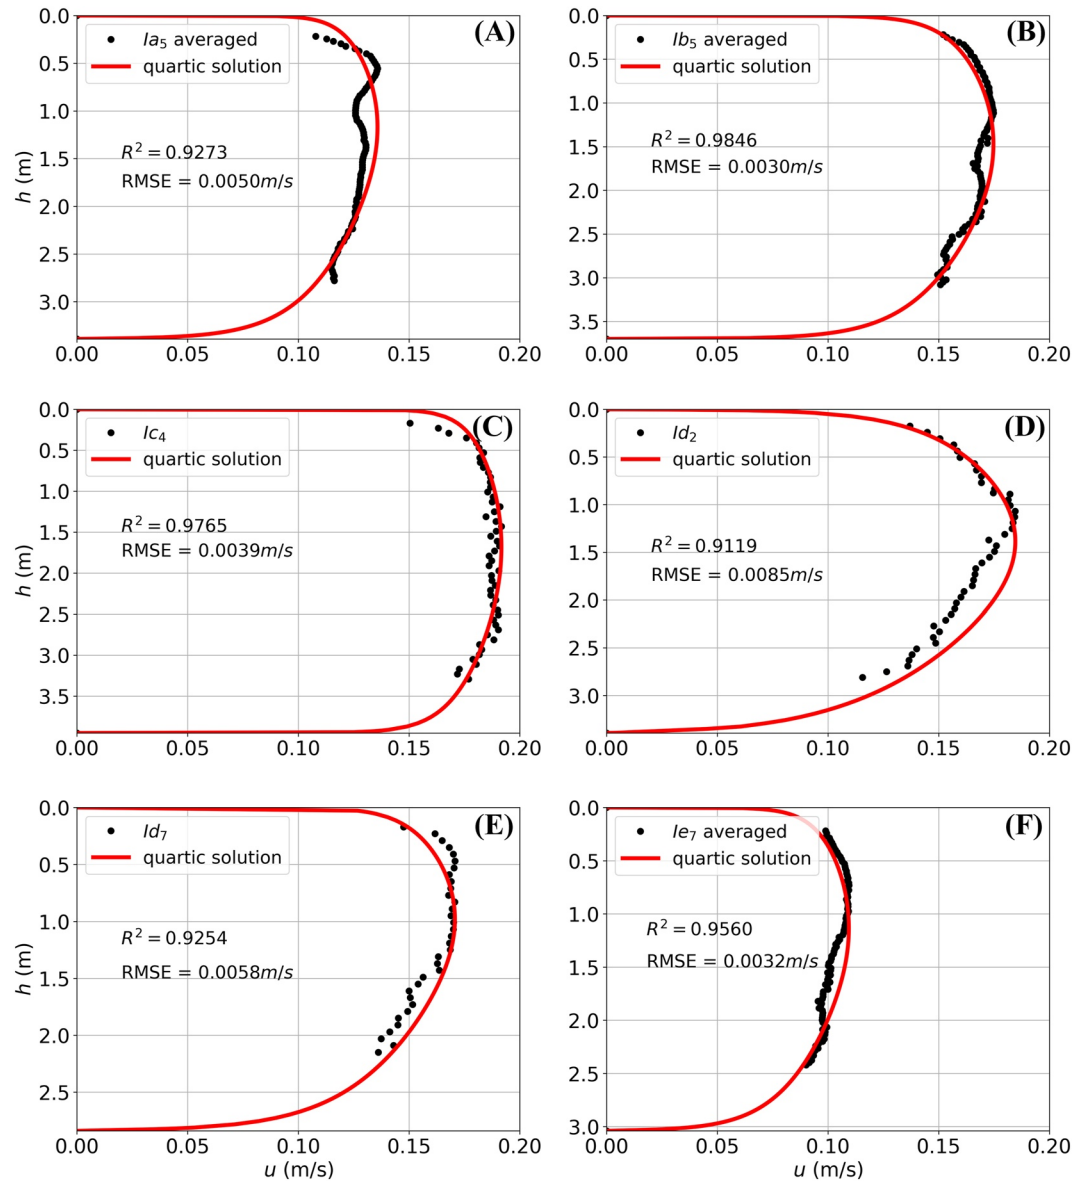 (A)
Ia₅ averaged
quartic solution
R² = 0.9273
RMSE = 0.0050m/s
h (m)
0.0
0.5
1.0
1.5
2.0
2.5
3.0
0.00 0.05 0.10 0.15 0.20
(B)
Ib₅ averaged
quartic solution
R² = 0.9846
RMSE = 0.0030m/s
0.0
0.5
1.0
1.5
2.0
2.5
3.0
3.5
0.00 0.05 0.10 0.15 0.20
(C)
Ic₄
quartic solution
R² = 0.9765
RMSE = 0.0039m/s
h (m)
0.0
0.5
1.0
1.5
2.0
2.5
3.0
3.5
0.00 0.05 0.10 0.15 0.20
(D)
Id₂
quartic solution
R² = 0.9119
RMSE = 0.0085m/s
0.0
0.5
1.0
1.5
2.0
2.5
3.0
0.00 0.05 0.10 0.15 0.20
(E)
Id₇
quartic solution
R² = 0.9254
RMSE = 0.0058m/s
h (m)
0.0
0.5
1.0
1.5
2.0
2.5
0.00 0.05 0.10 0.15 0.20
u (m/s)
(F)
Ie₇ averaged
quartic solution
R² = 0.9560
RMSE = 0.0032m/s
0.0
0.5
1.0
1.5
2.0
2.5
3.0
0.00 0.05 0.10 0.15 0.20
u (m/s)